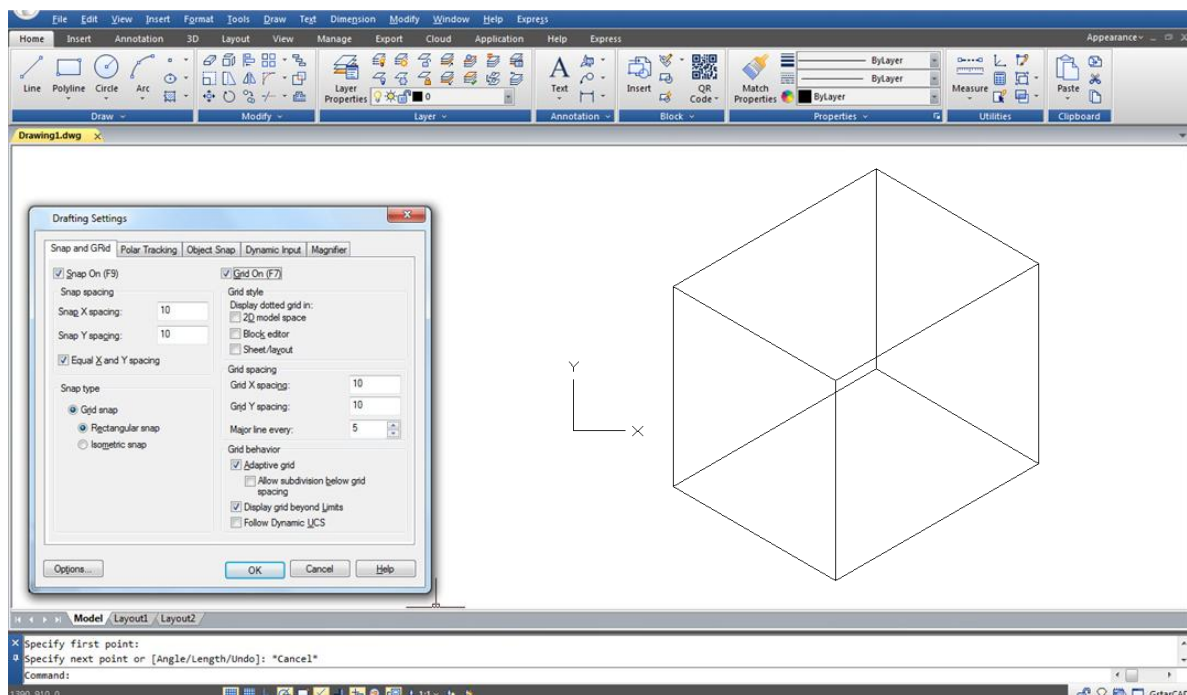 File Edit View Insert Format Tools Draw Text Dimension Modify Window Help Express
Home Insert Annotation 3D Layout View Manage Export Cloud Application Help Express Appearance
Line Polyline Circle Arc Layer Properties 0 Text Insert QR Code Match Properties ByLayer ByLayer ByLayer Measure Paste
Draw Modify Layer Annotation Block Properties Utilities Clipboard
Drawing1.dwg
Drafting Settings
Snap and GRid Polar Tracking Object Snap Dynamic Input Magnifier
Snap On (F9)
Snap spacing
Snap X spacing: 10
Snap Y spacing: 10
Equal X and Y spacing
Snap type
Grid snap
Rectangular snap
Isometric snap
Grid On (F7)
Grid style
Display dotted grid in:
2D model space
Block editor
Sheet/layout
Grid spacing
Grid X spacing: 10
Grid Y spacing: 10
Major line every: 5
Grid behavior
Adaptive grid
Allow subdivision below grid
spacing
Display grid beyond Limits
Follow Dynamic UCS
Options... OK Cancel Help
Y
X
Model Layout1 Layout2
Specify first point:
Specify next point or [Angle/Length/Undo]: *Cancel*
Command:
1:1